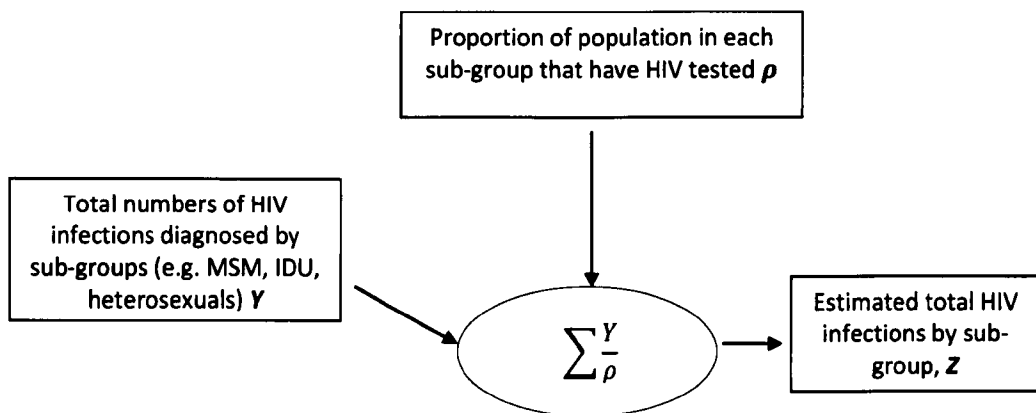 Proportion of population in each
sub-group that have HIV tested ρ
Total numbers of HIV
infections diagnosed by
sub-groups (e.g. MSM, IDU,
heterosexuals) Y
∑ Y/ρ
Estimated total HIV
infections by sub-
group, Z